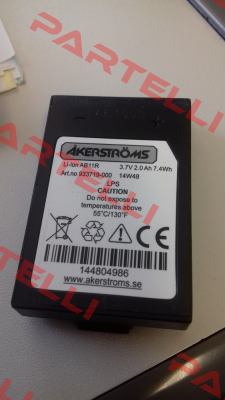 PARTELLI
AKERSTRÖMS
Li-Ion AB11R 3.7V 2.0 Ah 7.4Wh
Art.no 933719-000 14W48
LPS
CAUTION
Do not expose to
temperatures above
55°C/130°F
144804986
www.akerstroms.se
PARTELLI